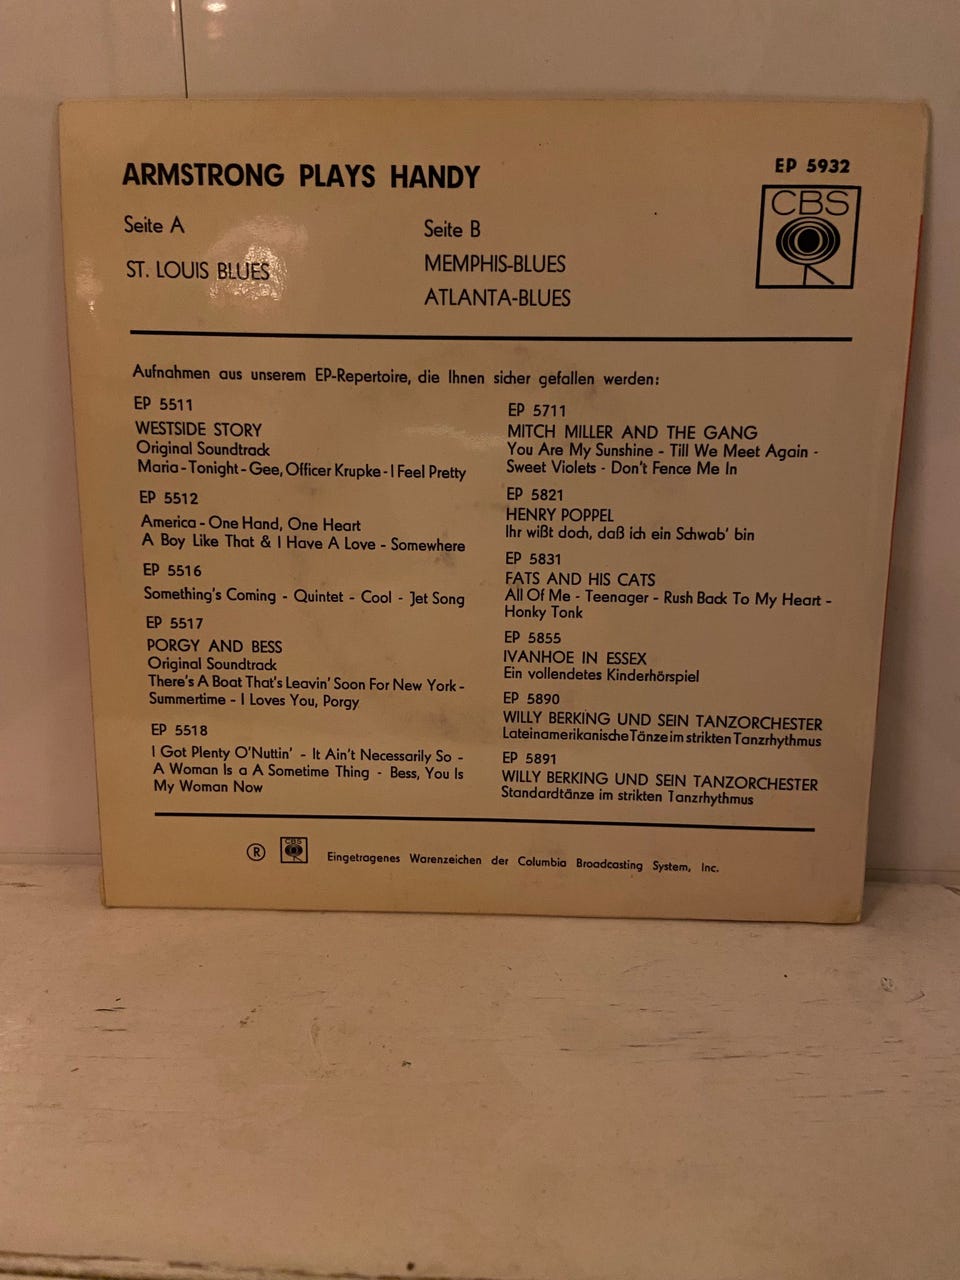 ARMSTRONG PLAYS HANDY
EP 5932
CBS
Seite A
ST. LOUIS BLUES
Seite B
MEMPHIS-BLUES
ATLANTA-BLUES
Aufnahmen aus unserem EP-Repertoire, die Ihnen sicher gefallen werden:
EP 5511
WESTSIDE STORY
Original Soundtrack
Maria - Tonight - Gee, Officer Krupke - I Feel Pretty
EP 5512
America - One Hand, One Heart
A Boy Like That & I Have A Love - Somewhere
EP 5516
Something's Coming - Quintet - Cool - Jet Song
EP 5517
PORGY AND BESS
Original Soundtrack
There's A Boat That's Leavin' Soon For New York -
Summertime - I Loves You, Porgy
EP 5518
I Got Plenty O'Nuttin' - It Ain't Necessarily So -
A Woman Is a A Sometime Thing - Bess, You Is
My Woman Now
EP 5711
MITCH MILLER AND THE GANG
You Are My Sunshine - Till We Meet Again -
Sweet Violets - Don't Fence Me In
EP 5821
HENRY POPPEL
Ihr wißt doch, daß ich ein Schwab' bin
EP 5831
FATS AND HIS CATS
All Of Me - Teenager - Rush Back To My Heart -
Honky Tonk
EP 5855
IVANHOE IN ESSEX
Ein vollendetes Kinderhörspiel
EP 5890
WILLY BERKING UND SEIN TANZORCHESTER
Lateinamerikanische Tänze im strikten Tanzrhythmus
EP 5891
WILLY BERKING UND SEIN TANZORCHESTER
Standardtänze im strikten Tanzrhythmus
® CBS Eingetragenes Warenzeichen der Columbia Broadcasting System, Inc.